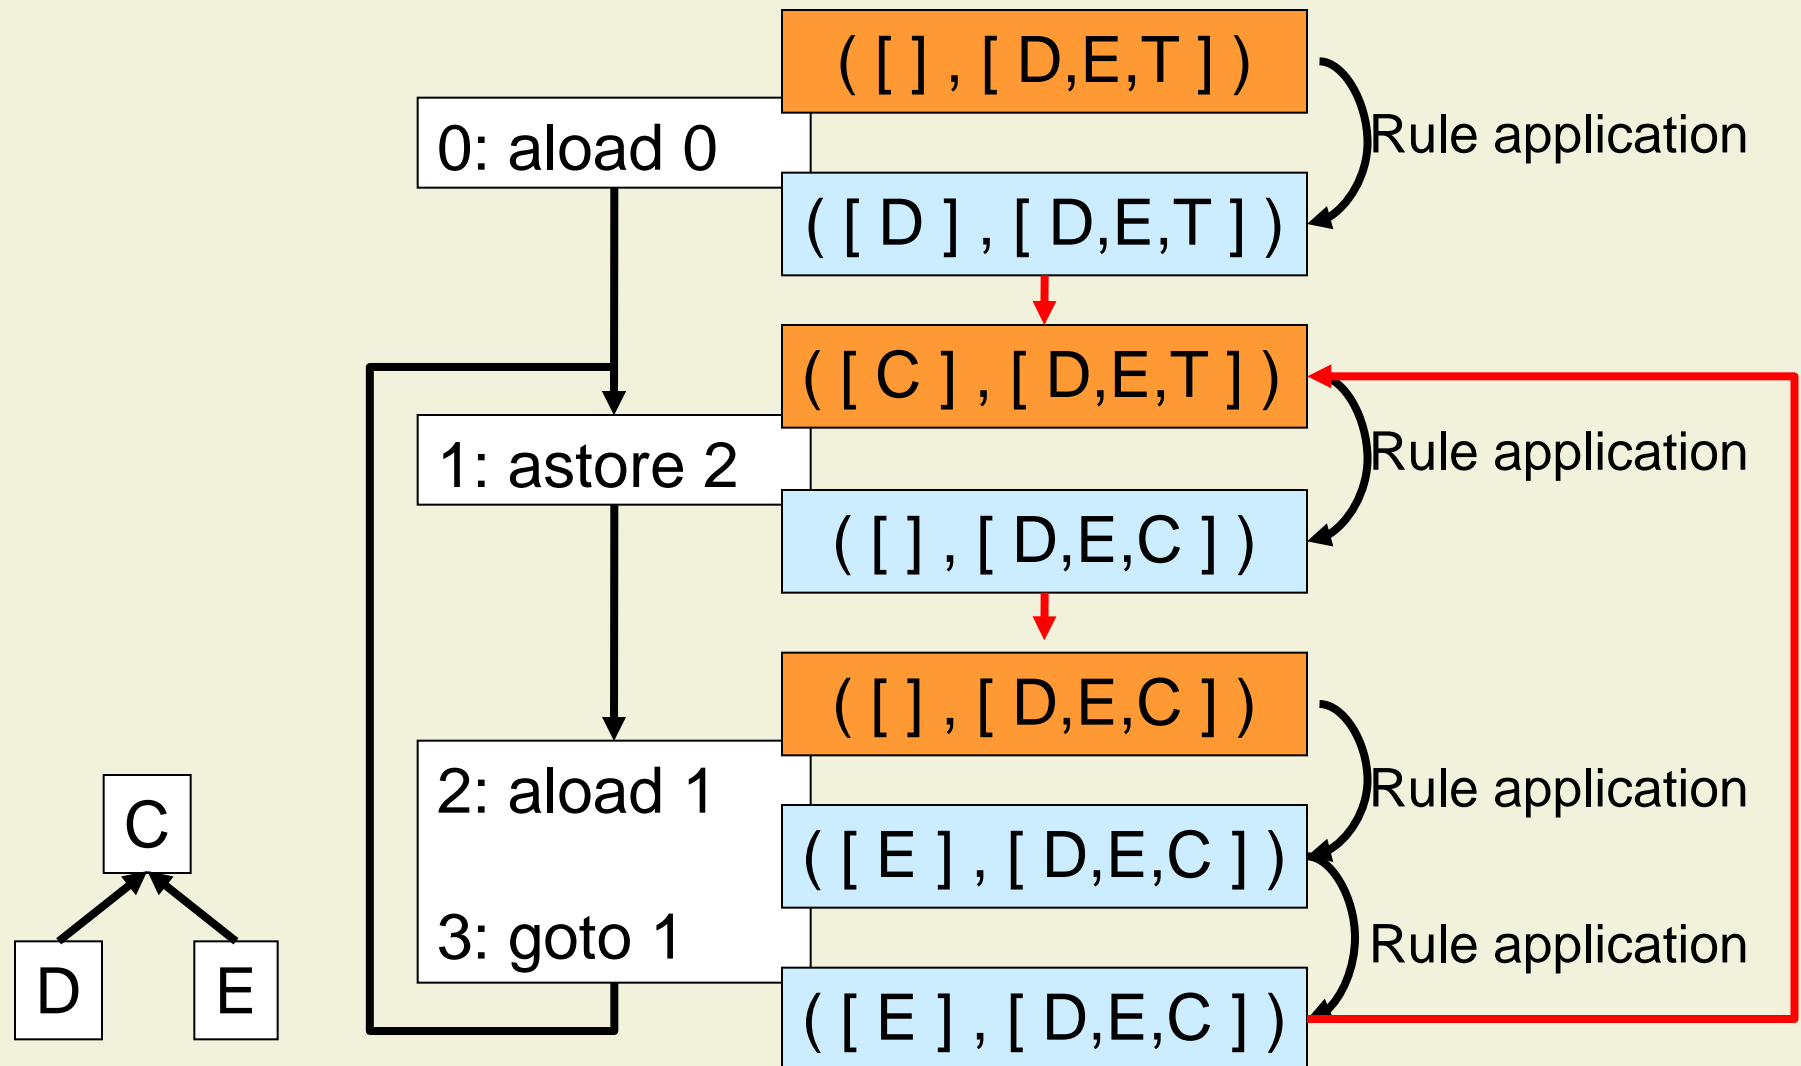 ( [ ] , [ D,E,T ] )
0: aload 0
Rule application
( [ D ] , [ D,E,T ] )
( [ C ] , [ D,E,T ] )
1: astore 2
Rule application
( [ ] , [ D,E,C ] )
( [ ] , [ D,E,C ] )
2: aload 1
Rule application
( [ E ] , [ D,E,C ] )
3: goto 1
Rule application
( [ E ] , [ D,E,C ] )
C
D
E